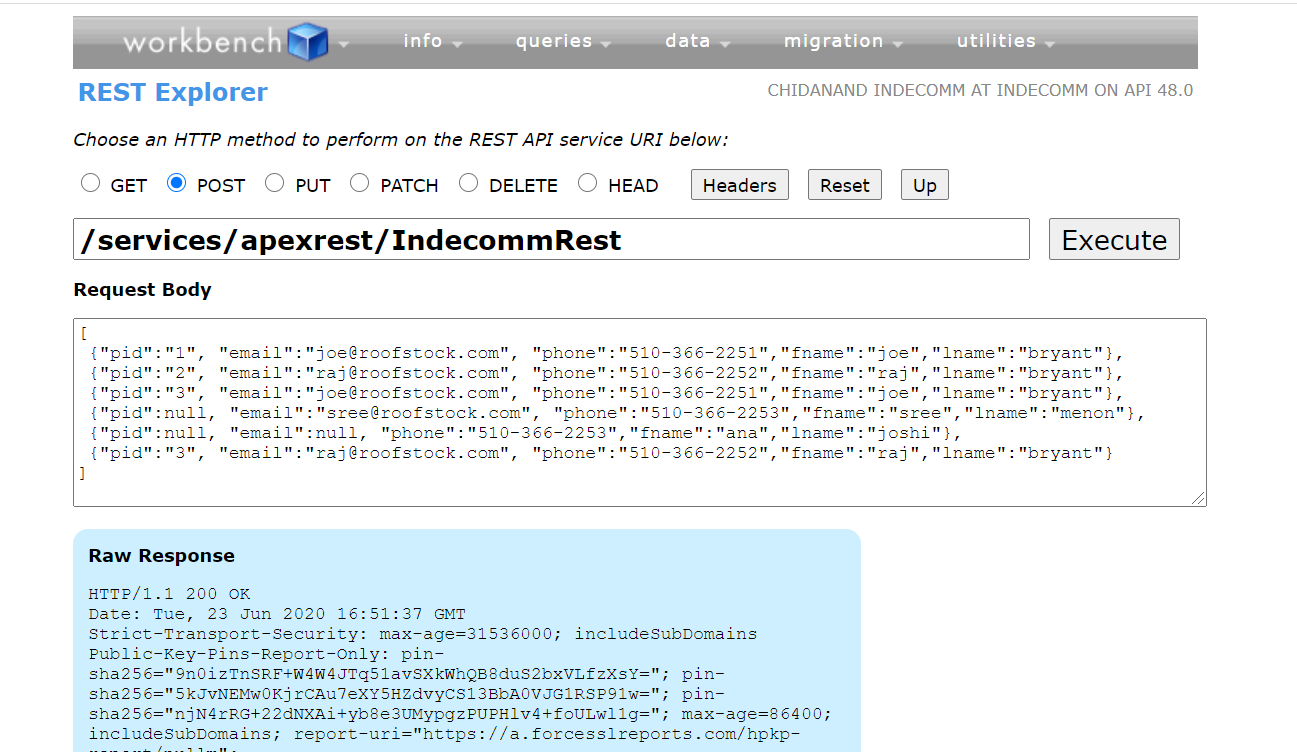 workbench info queries data migration utilities
REST Explorer CHIDANAND INDECOMM AT INDECOMM ON API 48.0
Choose an HTTP method to perform on the REST API service URI below:
GET POST PUT PATCH DELETE HEAD Headers Reset Up
/services/apexrest/IndecommRest Execute
Request Body
[
{"pid":"1", "email":"joe@roofstock.com", "phone":"510-366-2251","fname":"joe","lname":"bryant"},
{"pid":"2", "email":"raj@roofstock.com", "phone":"510-366-2252","fname":"raj","lname":"bryant"},
{"pid":"3", "email":"joe@roofstock.com", "phone":"510-366-2251","fname":"joe","lname":"bryant"},
{"pid":null, "email":"sree@roofstock.com", "phone":"510-366-2253","fname":"sree","lname":"menon"},
{"pid":null, "email":null, "phone":"510-366-2253","fname":"ana","lname":"joshi"},
{"pid":"3", "email":"raj@roofstock.com", "phone":"510-366-2252","fname":"raj","lname":"bryant"}
]
Raw Response
HTTP/1.1 200 OK
Date: Tue, 23 Jun 2020 16:51:37 GMT
Strict-Transport-Security: max-age=31536000; includeSubDomains
Public-Key-Pins-Report-Only: pin-
sha256="9n0izTnSRF+W4W4JTq51avSXkWhQB8duS2bxVLfzXsY="; pin-
sha256="5kJvNEMw0KjrCAu7eXY5HZdvyCS13BbA0VJG1RSP91w="; pin-
sha256="njN4rRG+22dNXAi+yb8e3UMypgzPUPHlv4+foULwl1g="; max-age=86400;
includeSubDomains; report-uri="https://a.forcesslreports.com/hpkp-
report/nullm";